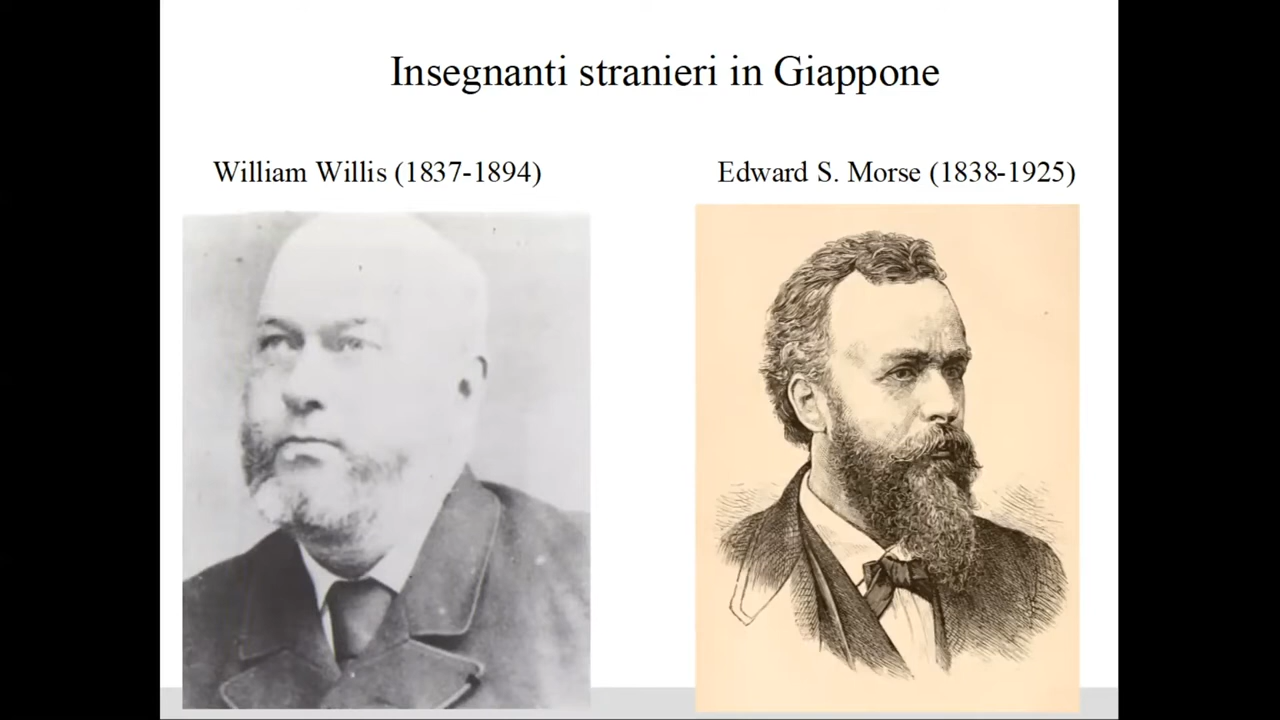 Insegnanti stranieri in Giappone
William Willis (1837-1894)
Edward S. Morse (1838-1925)